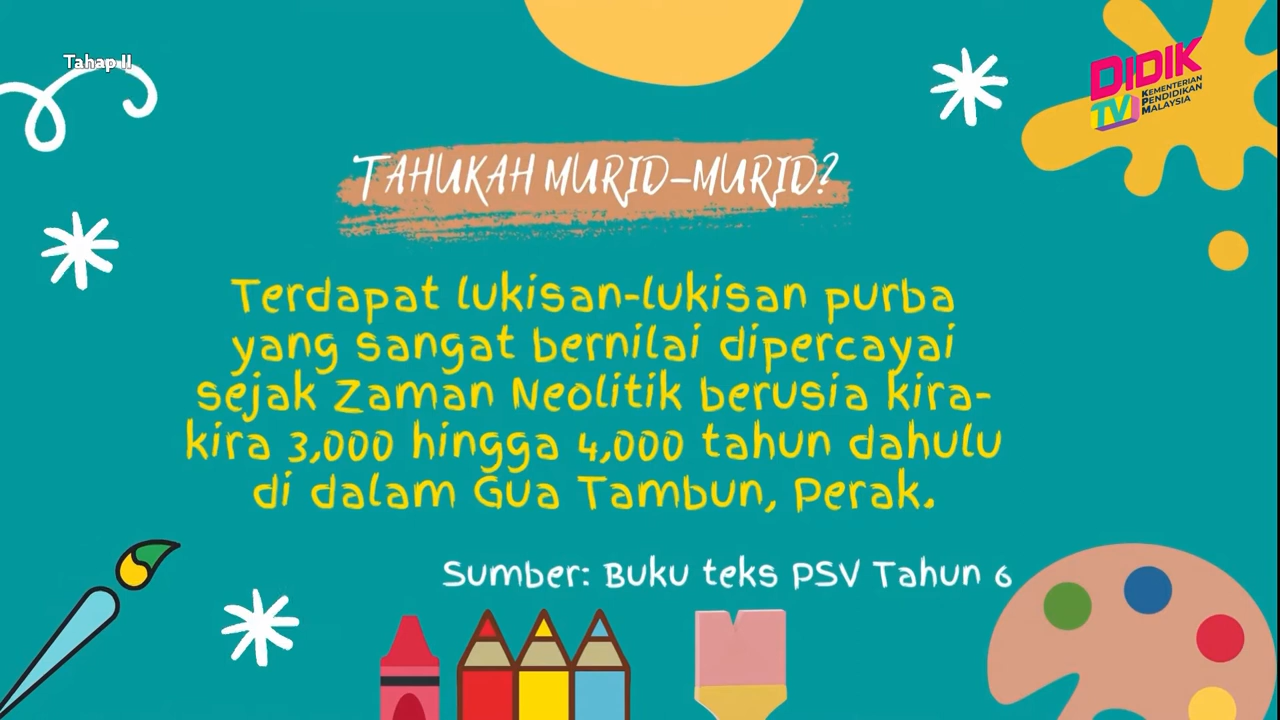 Tahap II
DIDIK
TV
KEMENTERIAN
PENDIDIKAN
MALAYSIA
TAHUKAH MURID-MURID?
Terdapat lukisan-lukisan purba
yang sangat bernilai dipercayai
sejak Zaman Neolitik berusia kira-
kira 3,000 hingga 4,000 tahun dahulu
di dalam Gua Tambun, Perak.
Sumber: Buku teks PSV Tahun 6